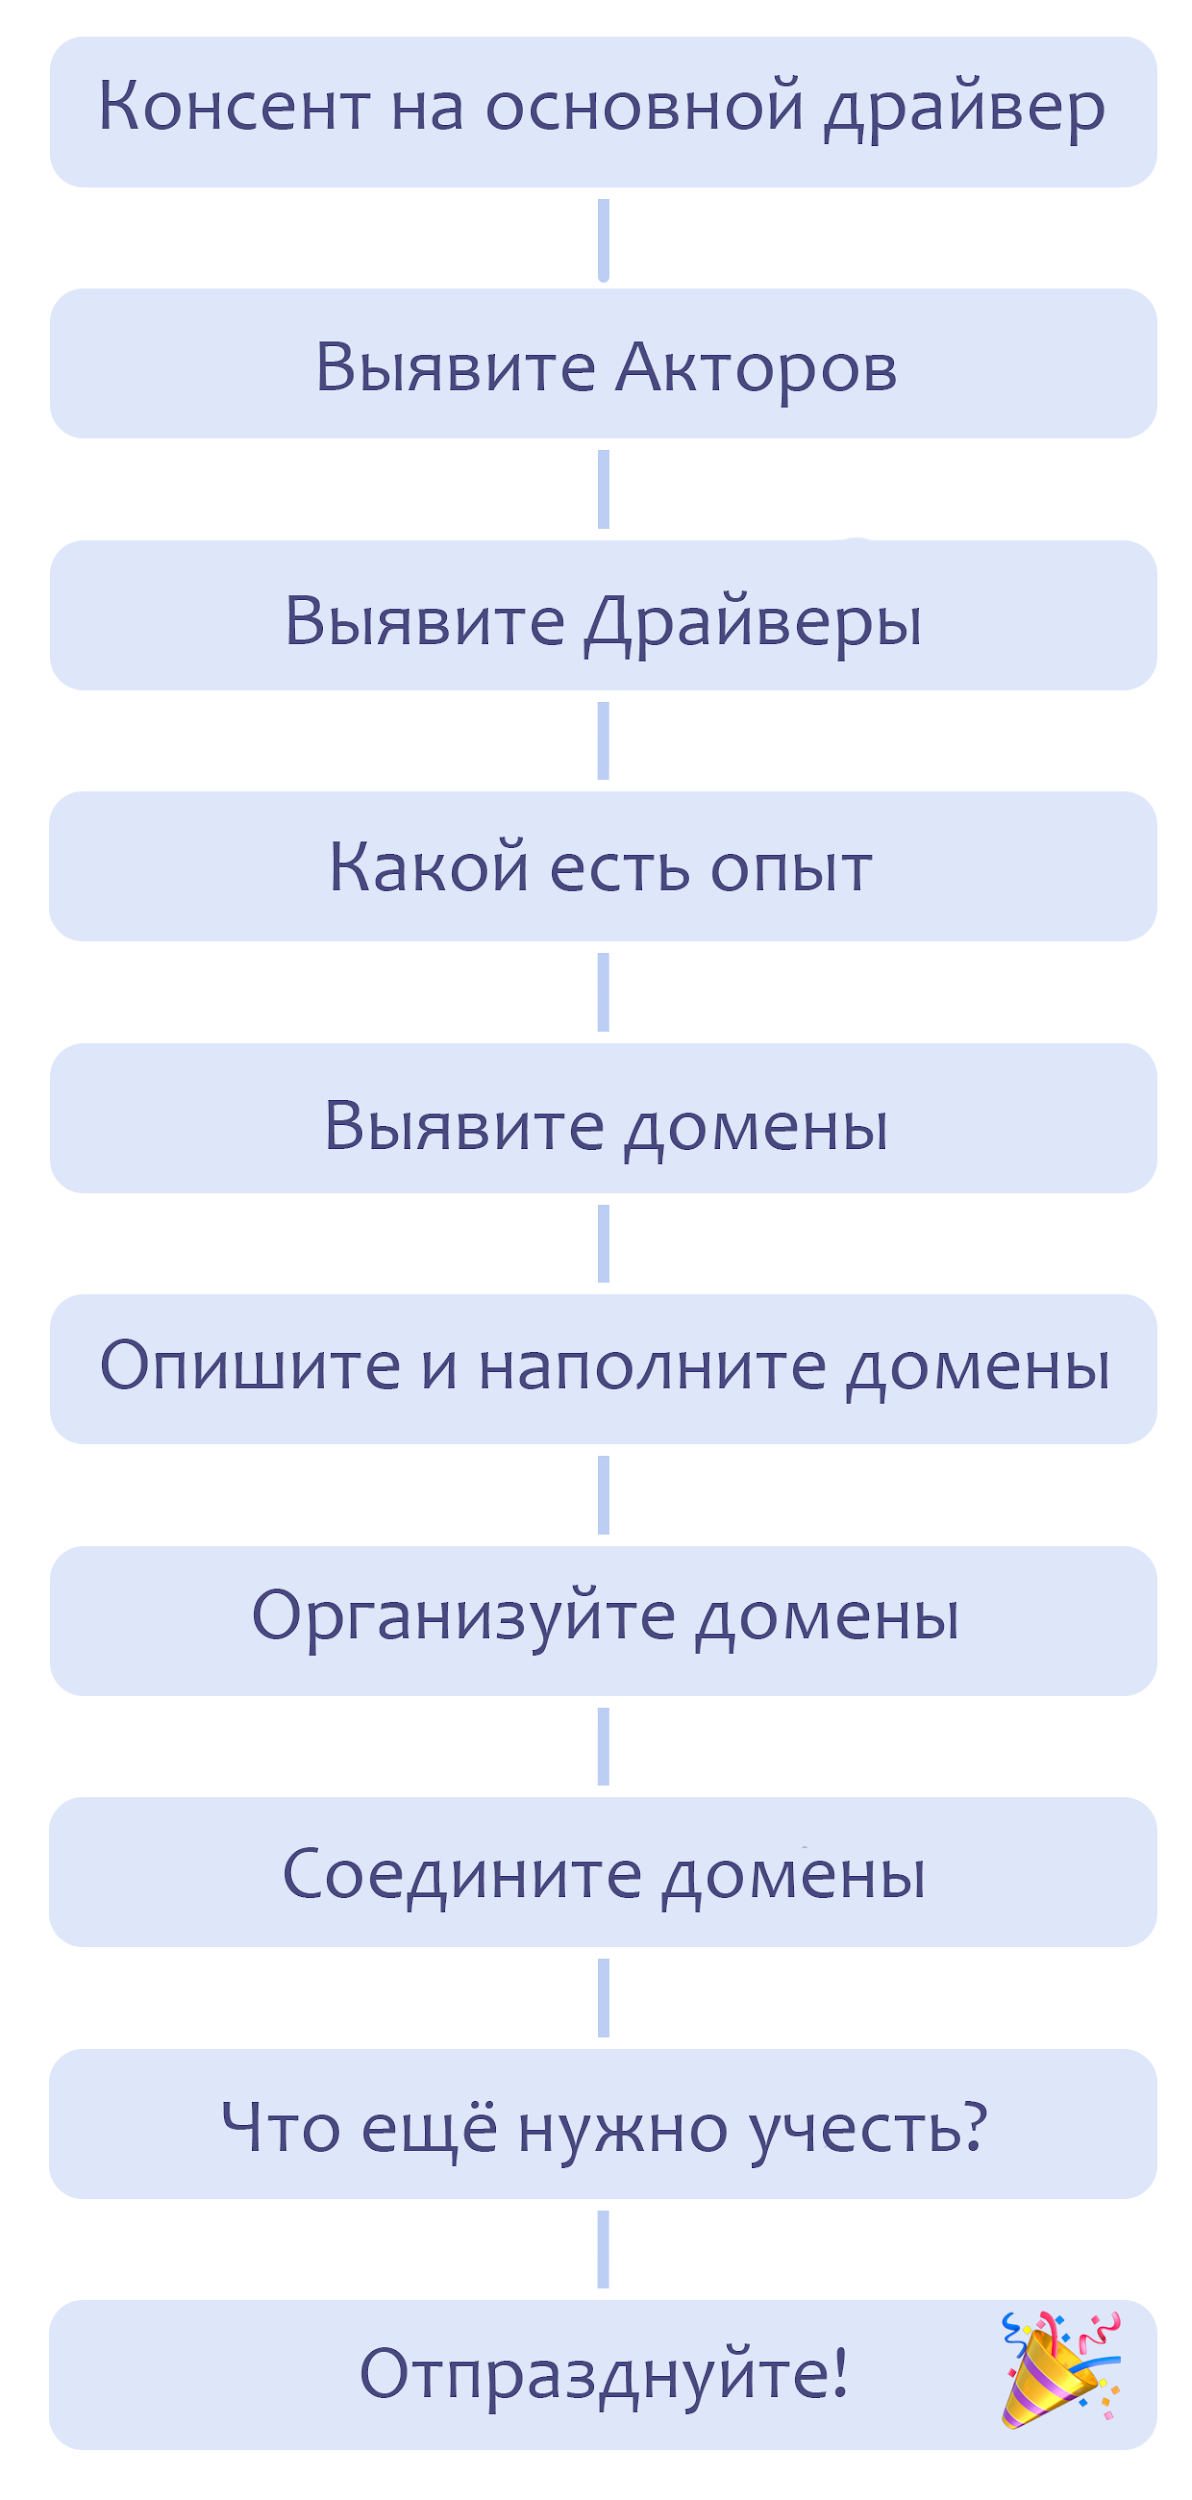 Консент на основной драйвер
Выявите Акторов
Выявите Драйверы
Какой есть опыт
Выявите домены
Опишите и наполните домены
Организуйте домены
Соедините домены
Что ещё нужно учесть?
Отпразднуйте!